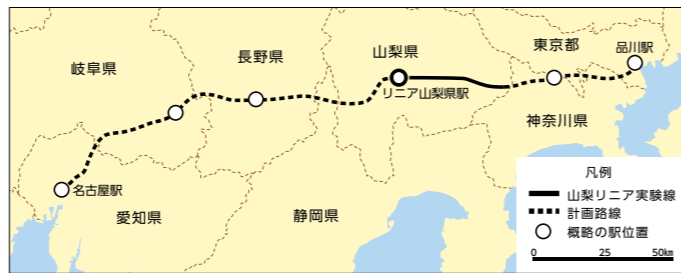 岐阜県
長野県
山梨県
東京都
品川駅
リニア山梨県駅
神奈川県
名古屋駅
愛知県
静岡県
凡例
山梨リニア実験線
計画路線
概略の駅位置
0 25 50km